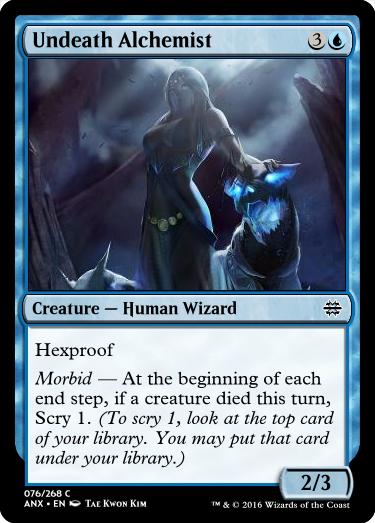 Undeath Alchemist 3
Creature — Human Wizard
Hexproof
Morbid — At the beginning of each
end step, if a creature died this turn,
Scry 1. (To scry 1, look at the top card
of your library. You may put that card
under your library.)
2/3
076/268 C
ANX • EN Tae Kwon Kim
™ & © 2016 Wizards of the Coast